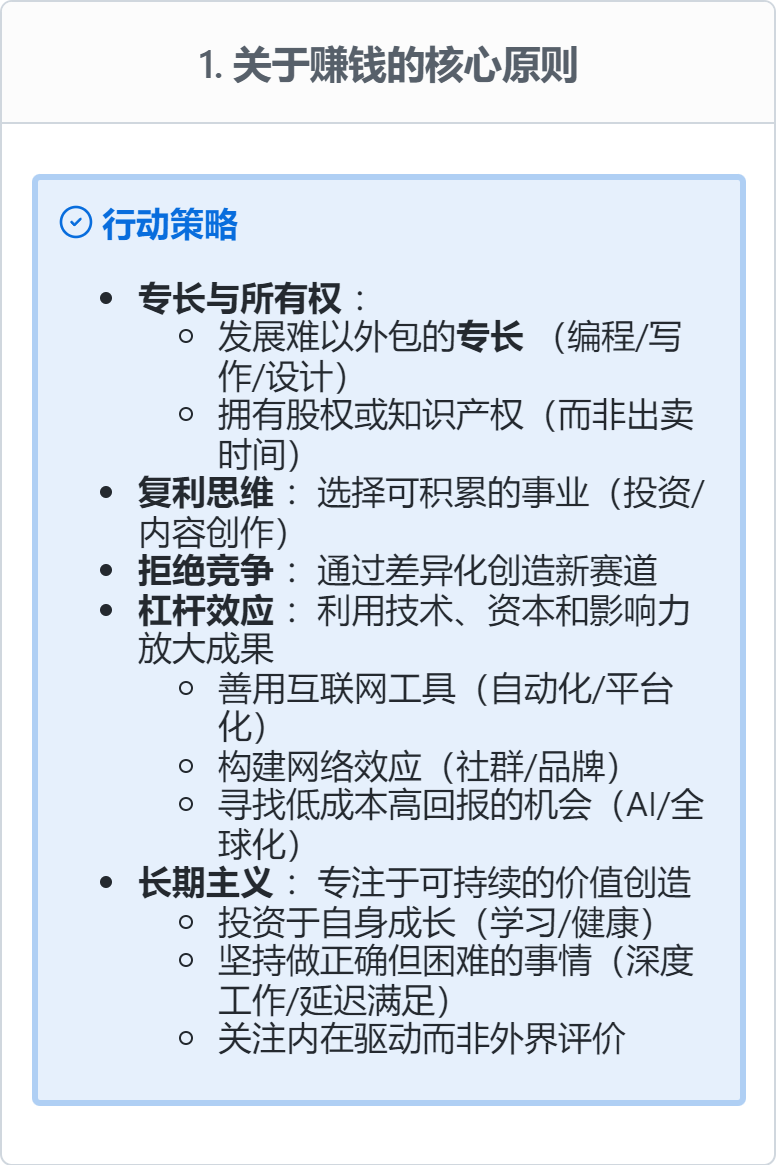 1. 关于赚钱的核心原则
行动策略
专长与所有权 ：
发展难以外包的专长 （编程/写
作/设计）
拥有股权或知识产权（而非出卖
时间）
复利思维 ： 选择可积累的事业（投资/
内容创作）
拒绝竞争 ： 通过差异化创造新赛道
杠杆效应 ： 利用技术、资本和影响力
放大成果
善用互联网工具（自动化/平台
化）
构建网络效应（社群/品牌）
寻找低成本高回报的机会（AI/全
球化）
长期主义 ： 专注于可持续的价值创造
投资于自身成长（学习/健康）
坚持做正确但困难的事情（深度
工作/延迟满足）
关注内在驱动而非外界评价